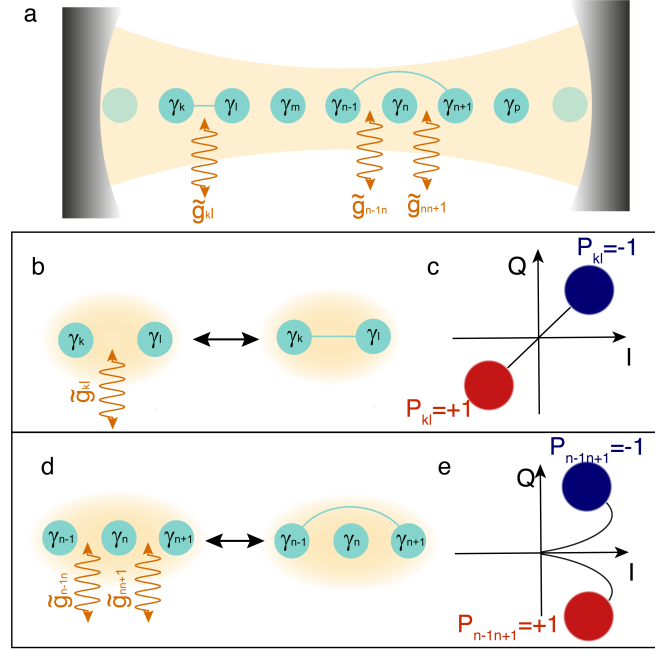 a
γk γl γm γn-1 γn γn+1 γp
g̃kl g̃n-1n g̃nn+1
b
γk γl γk γl
g̃kl
c
Q
Pkl=-1
I
Pkl=+1
d
γn-1 γn γn+1 γn-1 γn γn+1
g̃n-1n g̃nn+1
e
Pn-1n+1=-1
Q
I
Pn-1n+1=+1